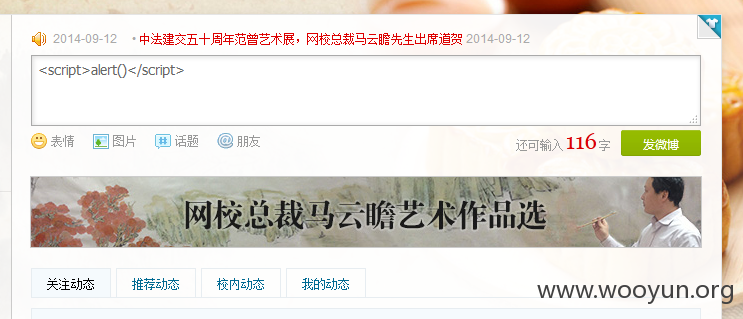 2014-09-12 • 中法建交五十周年范曾艺术展，网校总裁马云瞻先生出席道贺 2014-09-12
<script>alert()</script>
表情 图片 话题 朋友 还可输入 116 字 发微博
网校总裁马云瞻艺术作品选
关注动态 推荐动态 校内动态 我的动态
www.wooyun.org